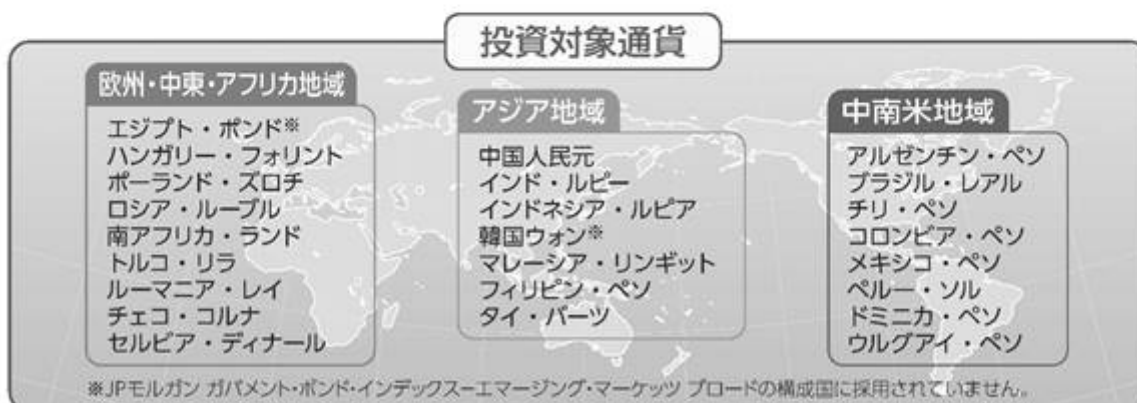 投資対象通貨
欧州・中東・アフリカ地域
エジプト・ポンド※
ハンガリー・フォリント
ポーランド・ズロチ
ロシア・ルーブル
南アフリカ・ランド
トルコ・リラ
ルーマニア・レイ
チェコ・コルナ
セルビア・ディナール
アジア地域
中国人民元
インド・ルピー
インドネシア・ルピア
韓国ウォン※
マレーシア・リンギット
フィリピン・ペソ
タイ・バーツ
中南米地域
アルゼンチン・ペソ
ブラジル・レアル
チリ・ペソ
コロンビア・ペソ
メキシコ・ペソ
ペルー・ソル
ドミニカ・ペソ
ウルグアイ・ペソ
※JPモルガン ガバメント・ボンド・インデックスーエマージング・マーケッツ ブロードの構成国に採用されていません。